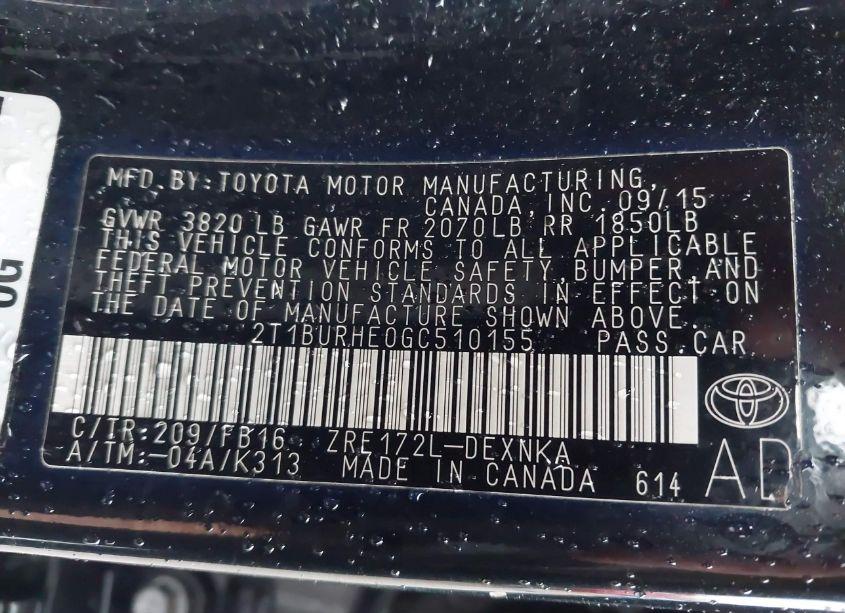 MFD.BY:TOYOTA MOTOR MANUFACTURING,
CANADA, INC. 09/15
GVWR 3820 LB GAWR FR 2070LB RR 1850LB
THIS VEHICLE CONFORMS TO ALL APPLICABLE
FEDERAL MOTOR VEHICLE SAFETY, BUMPER, AND
THEFT PREVENTION STANDARDS IN EFFECT ON
THE DATE OF MANUFACTURE SHOWN ABOVE.
2T1BURHE0GC510155 PASS.CAR
C/TR:209/FB16 ZRE172L-DEXNKA
A/TM:-04A/K313 MADE IN CANADA 614
AD